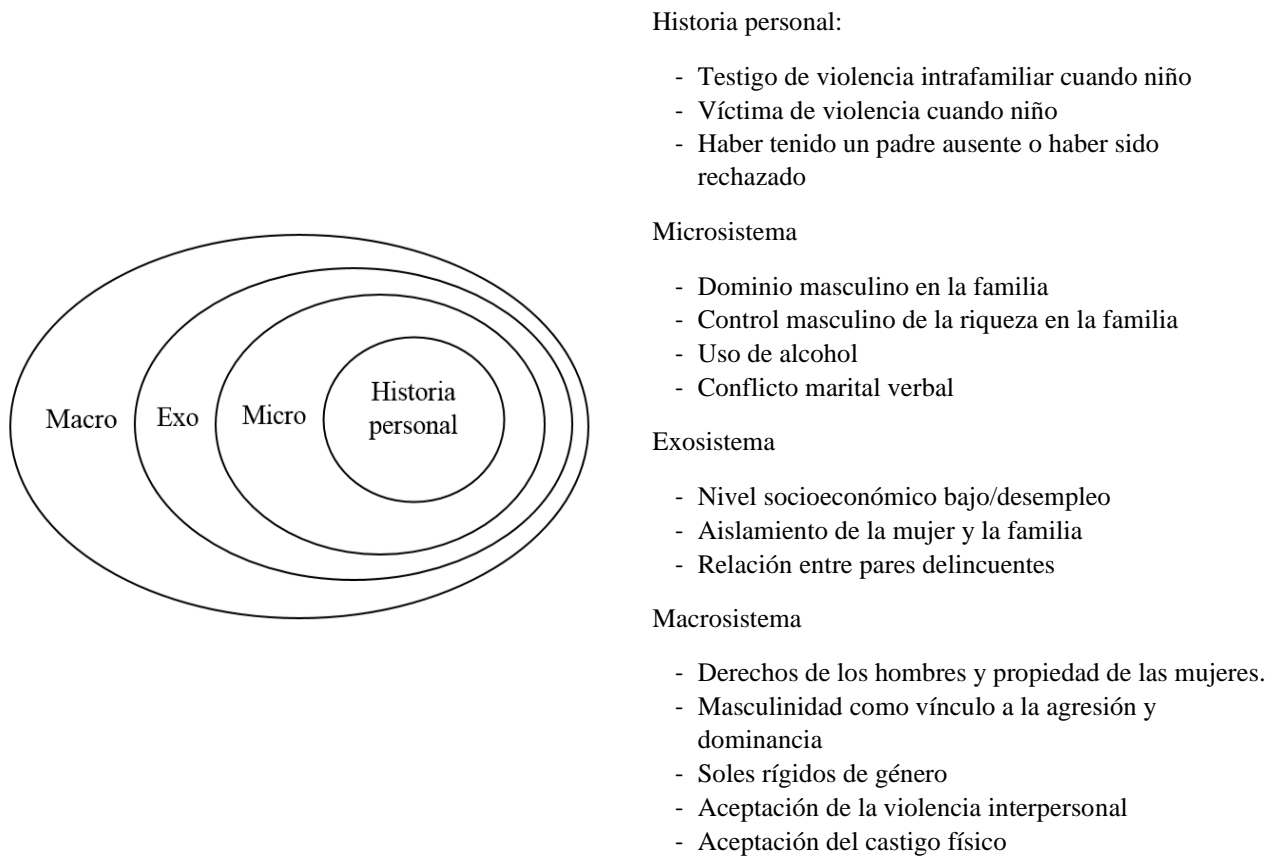 Historia personal:
- Testigo de violencia intrafamiliar cuando niño
- Víctima de violencia cuando niño
- Haber tenido un padre ausente o haber sido
rechazado
Microsistema
- Dominio masculino en la familia
- Control masculino de la riqueza en la familia
- Uso de alcohol
- Conflicto marital verbal
Exosistema
- Nivel socioeconómico bajo/desempleo
- Aislamiento de la mujer y la familia
- Relación entre pares delincuentes
Macrosistema
- Derechos de los hombres y propiedad de las mujeres.
- Masculinidad como vínculo a la agresión y
dominancia
- Soles rígidos de género
- Aceptación de la violencia interpersonal
- Aceptación del castigo físico
Macro
Exo
Micro
Historia
personal